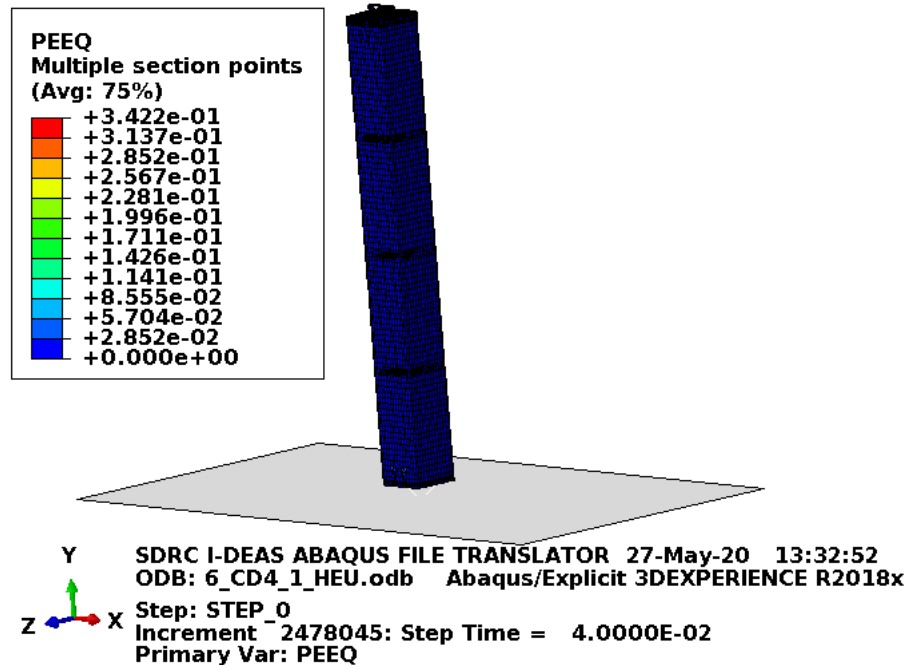 PEEQ
Multiple section points
(Avg: 75%)
+3.422e-01
+3.137e-01
+2.852e-01
+2.567e-01
+2.281e-01
+1.996e-01
+1.711e-01
+1.426e-01
+1.141e-01
+8.555e-02
+5.704e-02
+2.852e-02
+0.000e+00
Y
Z
X
SDRC I-DEAS ABAQUS FILE TRANSLATOR 27-May-20 13:32:52
ODB: 6_CD4_1_HEU.odb Abaqus/Explicit 3DEXPERIENCE R2018x
Step: STEP_0
Increment 2478045: Step Time = 4.0000E-02
Primary Var: PEEQ